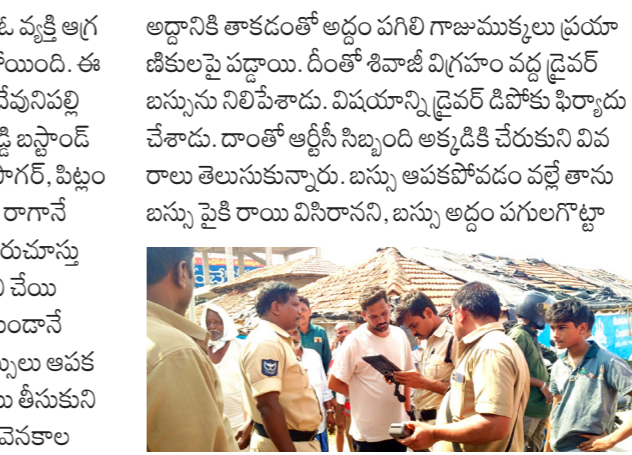 ఓ వ్యక్తి ఆగ్ర
ఈ
దేవునిపల్లి
బస్టాండ్
పిట్లం
రాగానే
చేయి
ఆపక
తీసుకుని
వెనకాల
అద్దానికి తాకడంతో అద్దం పగిలి గాజుముక్కలు ప్రయా
ణికులపై పడ్డాయి. దీంతో శివాజీ విగ్రహం వద్ద డ్రైవర్
బస్సును నిలిపేశాడు. విషయాన్ని డ్రైవర్ డిపోకు ఫిర్యాదు
చేశాడు. దాంతో ఆర్టీసీ సిబ్బంది అక్కడికి చేరుకుని వివ
రాలు తెలుసుకున్నారు. బస్సు ఆపకపోవడం వల్లే తాను
బస్సు పైకి రాయి విసిరానని, బస్సు అద్దం పగులగొట్టా